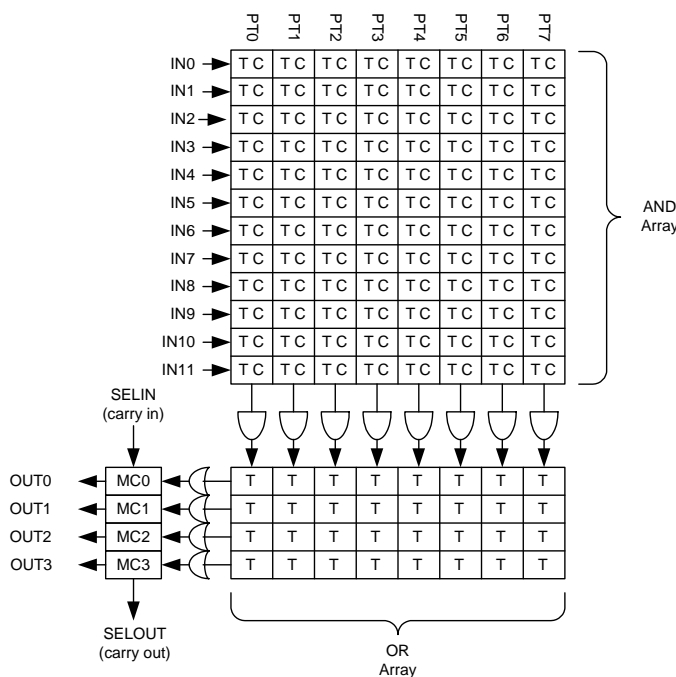 PT0 PT1 PT2 PT3 PT4 PT5 PT6 PT7
IN0 T C T C T C T C T C T C T C T C
IN1 T C T C T C T C T C T C T C T C
IN2 T C T C T C T C T C T C T C T C
IN3 T C T C T C T C T C T C T C T C
IN4 T C T C T C T C T C T C T C T C
IN5 T C T C T C T C T C T C T C T C
IN6 T C T C T C T C T C T C T C T C
IN7 T C T C T C T C T C T C T C T C
IN8 T C T C T C T C T C T C T C T C
IN9 T C T C T C T C T C T C T C T C
IN10 T C T C T C T C T C T C T C T C
IN11 T C T C T C T C T C T C T C T C
AND
Array
SELIN
(carry in)
OUT0 MC0 T T T T T T T T
OUT1 MC1 T T T T T T T T
OUT2 MC2 T T T T T T T T
OUT3 MC3 T T T T T T T T
SELOUT
(carry out)
OR
Array